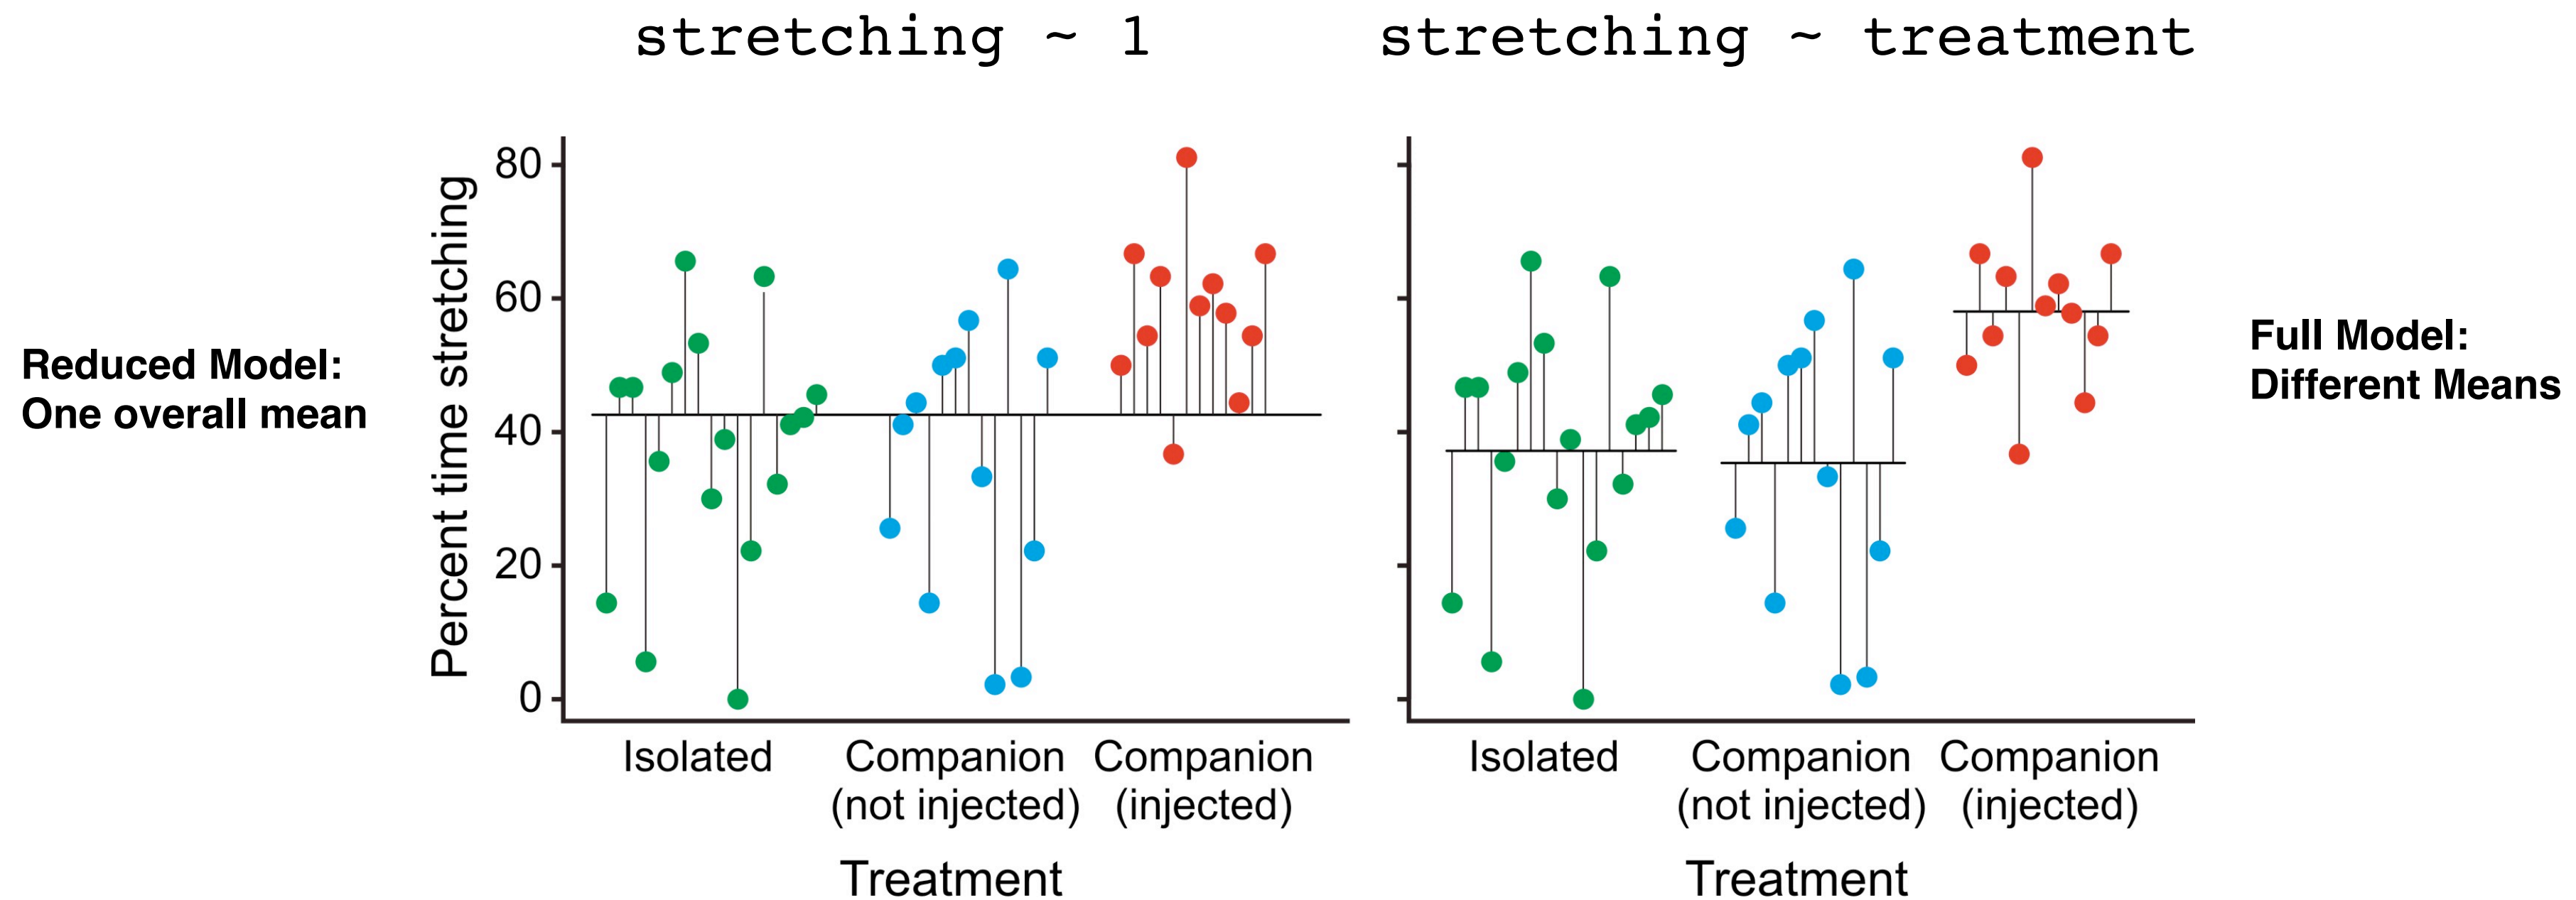 stretching ~ 1
stretching ~ treatment
Reduced Model:
One overall mean
Percent time stretching
80
60
40
20
0
Isolated
Companion
(not injected)
Companion
(injected)
Treatment
Isolated
Companion
(not injected)
Companion
(injected)
Treatment
Full Model:
Different Means